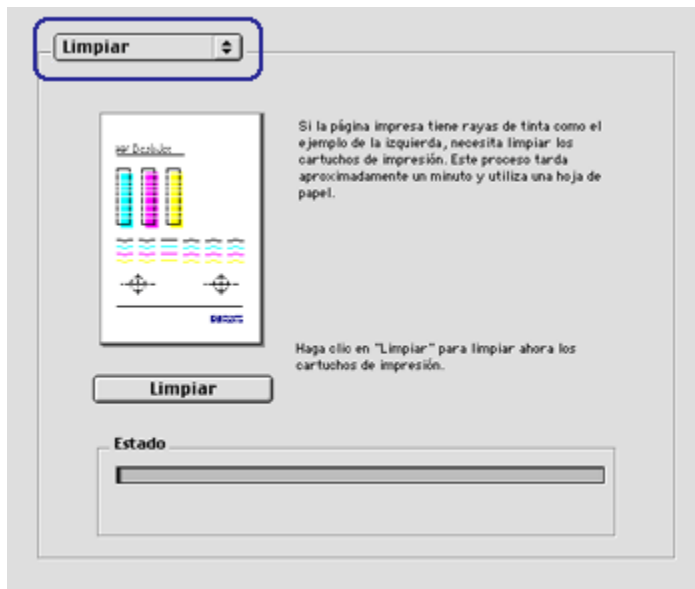 Limpiar
Si la página impresa tiene rayas de tinta como el
ejemplo de la izquierda, necesita limpiar los
cartuchos de impresión. Este proceso tarda
aproximadamente un minuto y utiliza una hoja de
papel.
Haga clic en "Limpiar" para limpiar ahora los
cartuchos de impresión.
Limpiar
Estado